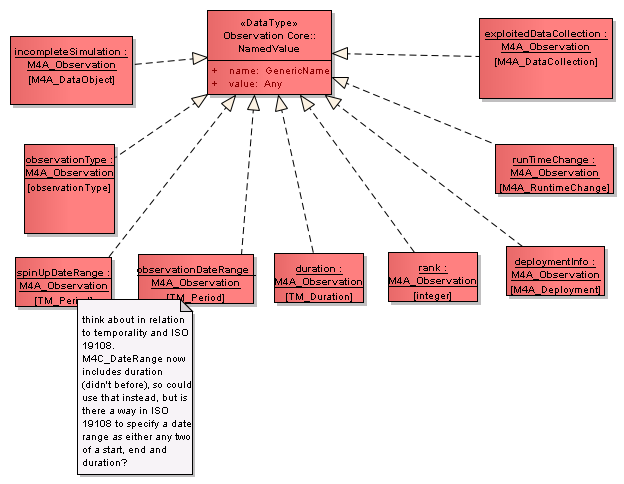 «DataType»
Observation Core::
NamedValue
+ name: GenericName
+ value: Any
incompleteSimulation :
M4A_Observation
[M4A_DataObject]
exploitedDataCollection :
M4A_Observation
[M4A_DataCollection]
observationType :
M4A_Observation
[observationType]
runTimeChange :
M4A_Observation
[M4A_RuntimeChange]
spinUpDateRange :
M4A_Observation
[TM_Period]
observationDateRange
M4A_Observation
[TM_Period]
duration :
M4A_Observation
[TM_Duration]
rank :
M4A_Observation
[integer]
deploymentInfo :
M4A_Observation
[M4A_Deployment]
think about in relation
to temporality and ISO
19108.
M4C_DateRange now
includes duration
(didn't before), so could
use that instead, but is
there a way in ISO
19108 to specify a date
range as either any two
of a start, end and
duration?